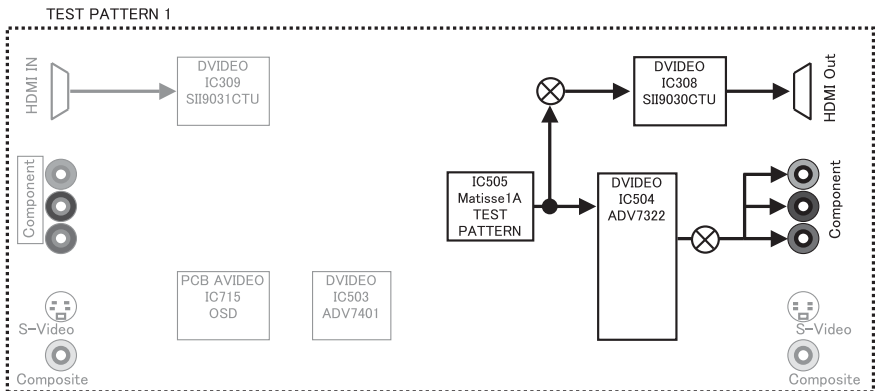 TEST PATTERN 1
HDMI IN
DVIDEO
IC309
SII9031CTU
DVIDEO
IC308
SII9030CTU
HDMI Out
Component
IC505
Matisse1A
TEST
PATTERN
DVIDEO
IC504
ADV7322
Component
PCB AVIDEO
IC715
OSD
DVIDEO
IC503
ADV7401
S-Video
S-Video
Composite
Composite